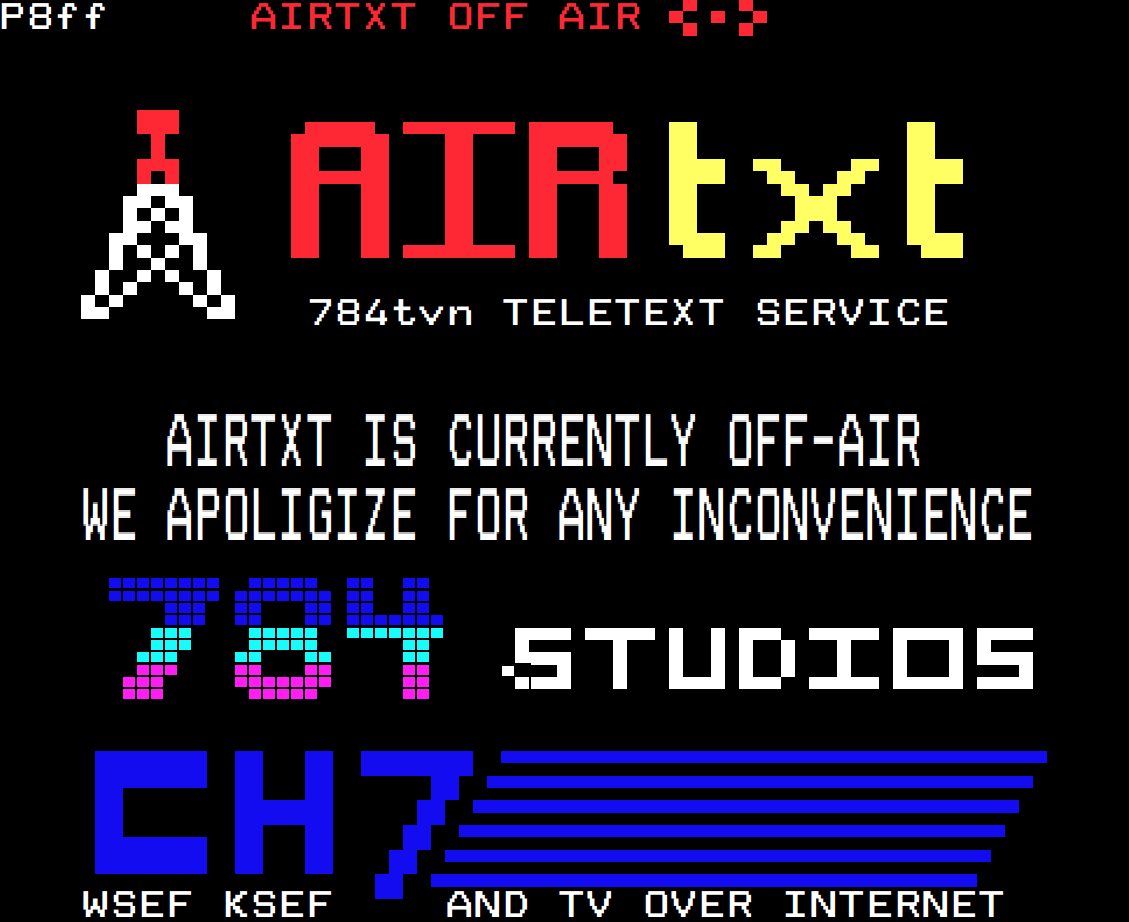 P8ff AIRTXT OFF AIR <·>
AIRtxt
784tvn TELETEXT SERVICE
AIRTXT IS CURRENTLY OFF-AIR
WE APOLIGIZE FOR ANY INCONVENIENCE
784 STUDIOS
CH7
WSEF KSEF AND TV OVER INTERNET